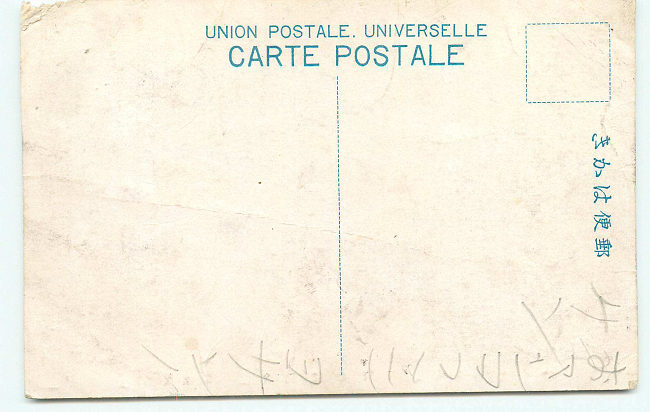 UNION POSTALE. UNIVERSELLE
CARTE POSTALE
きかは便郵